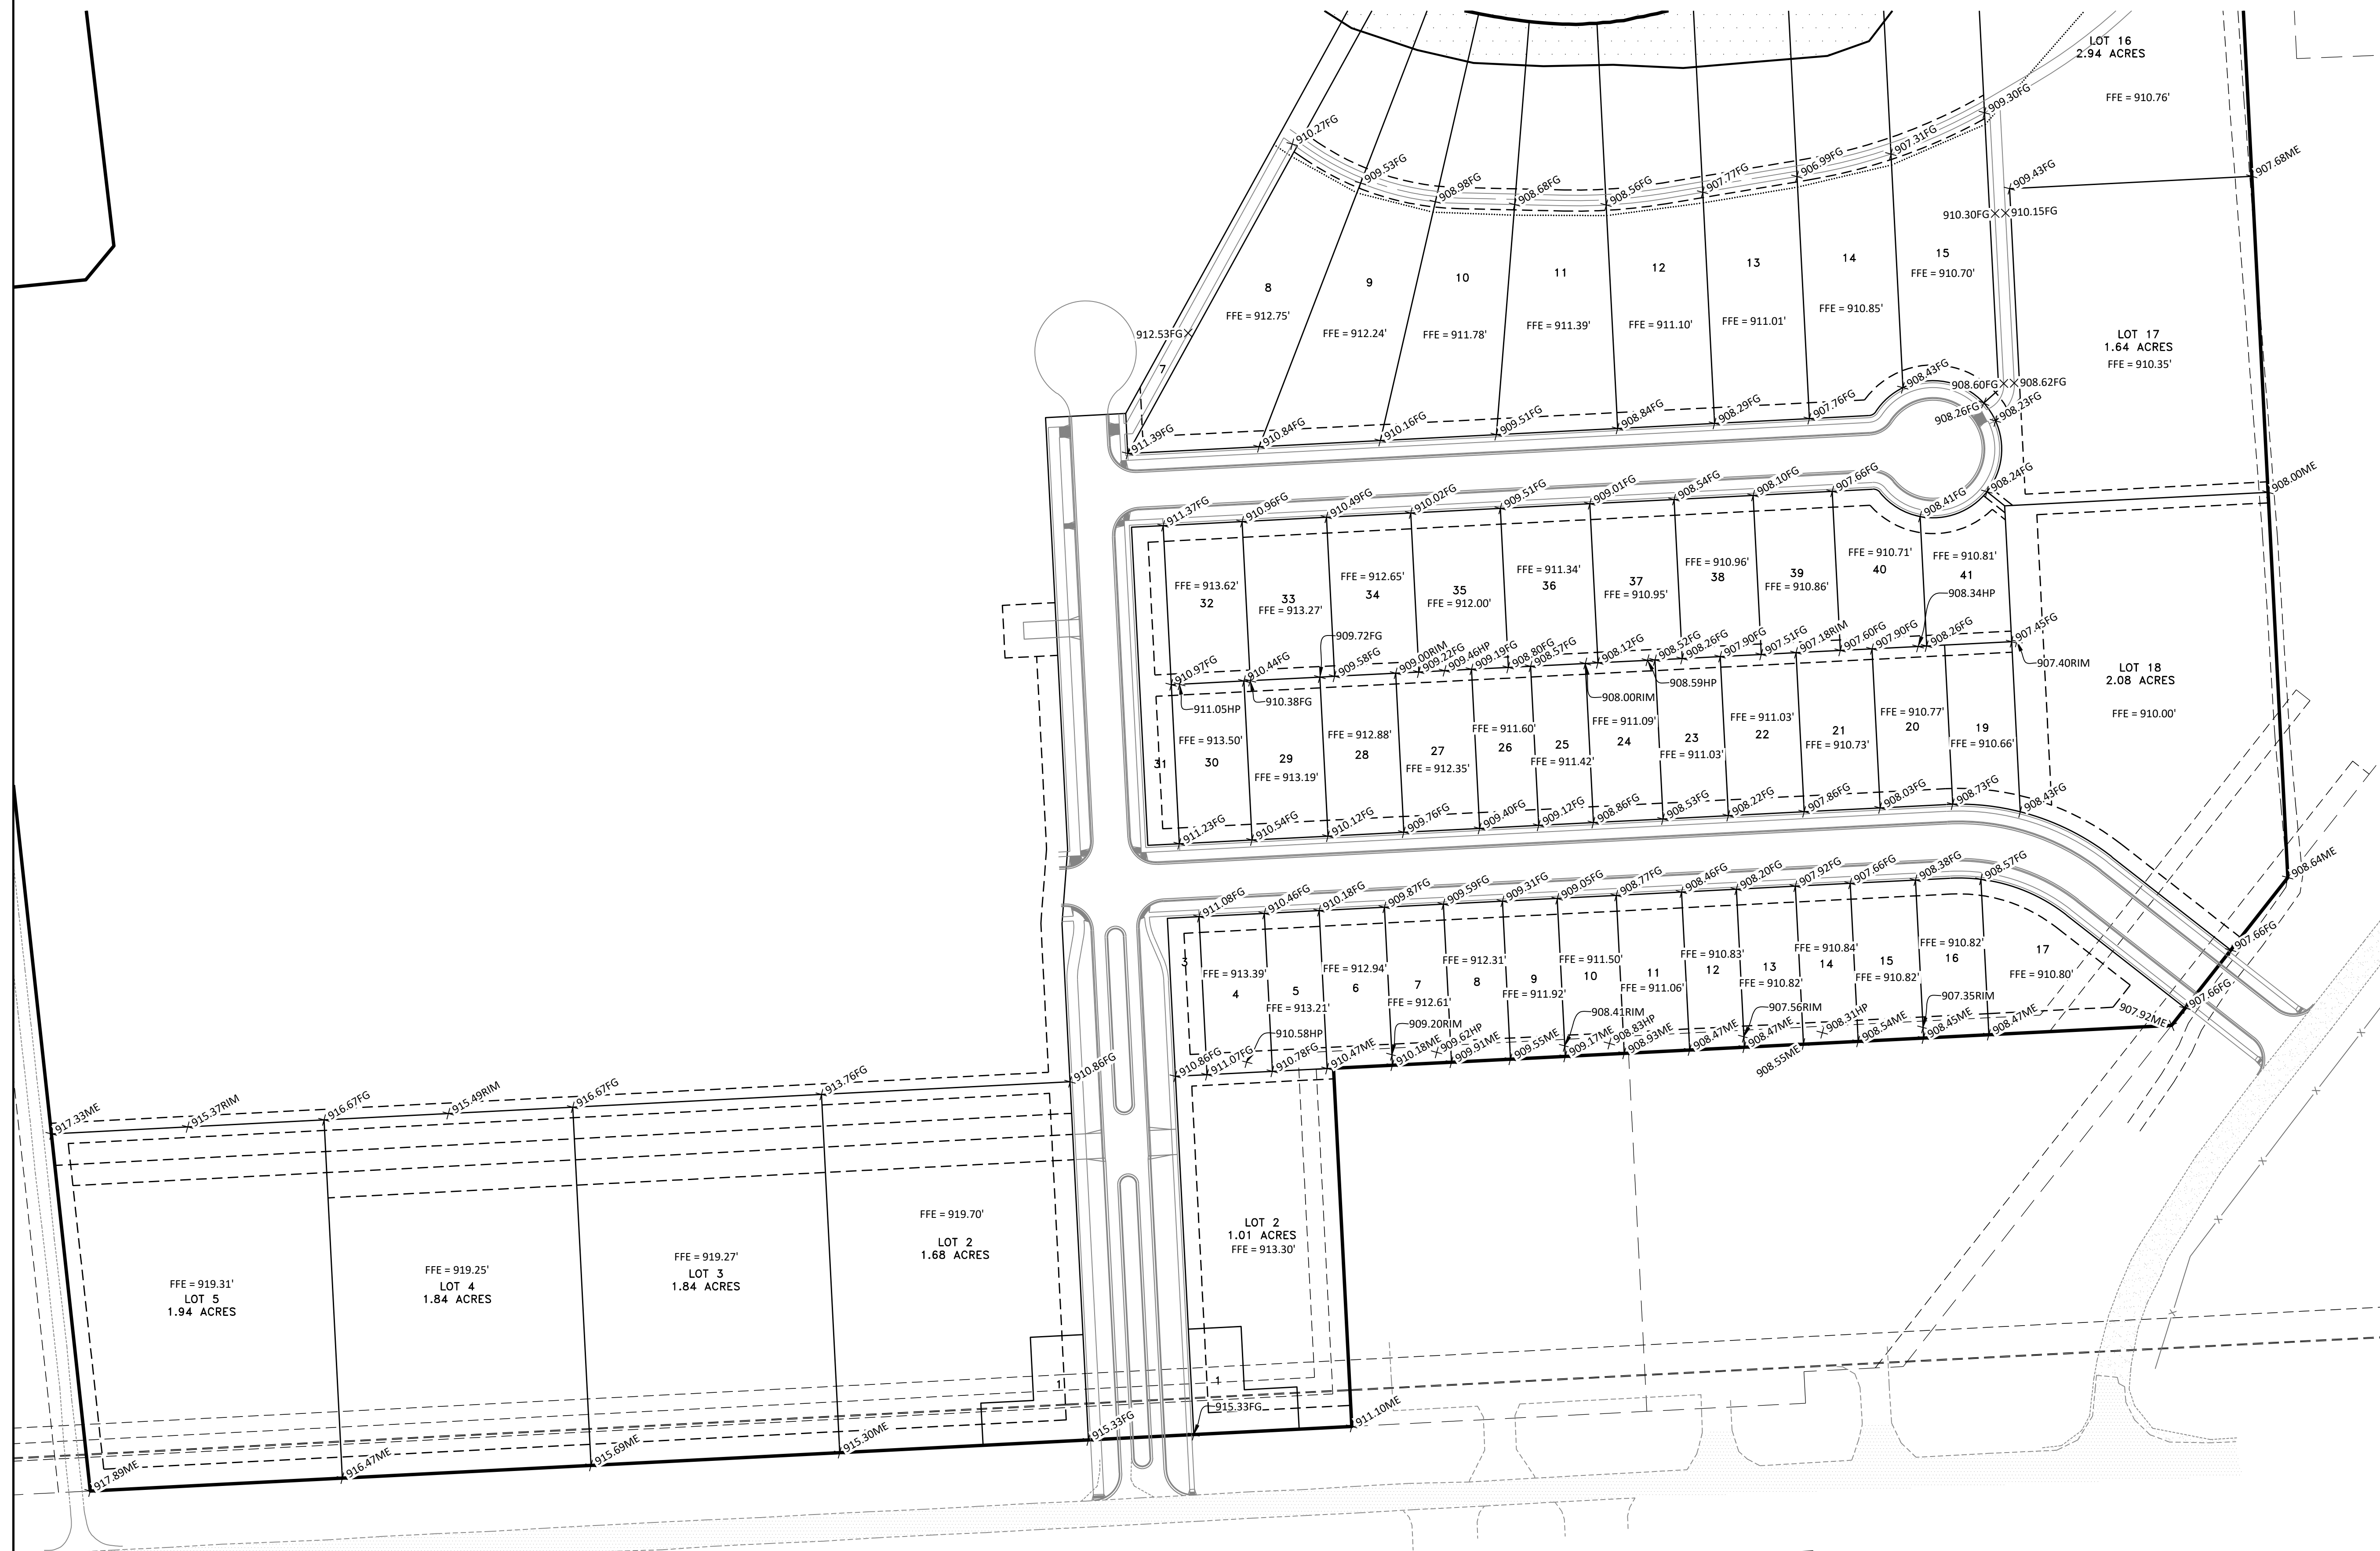 LOT 16
2.94 ACRES
FFE = 910.76'
909.30FG
907.31FG
906.99FG
907.77FG
908.56FG
908.68FG
908.98FG
909.53FG
910.27FG
907.68ME
909.43FG
910.30FG
910.15FG
912.53FG
7
8
FFE = 912.75'
9
FFE = 912.24'
10
FFE = 911.78'
11
FFE = 911.39'
12
FFE = 911.10'
13
FFE = 911.01'
14
FFE = 910.85'
15
FFE = 910.70'
LOT 17
1.64 ACRES
FFE = 910.35'
911.39FG
910.84FG
910.16FG
909.51FG
908.84FG
908.29FG
907.76FG
908.43FG
908.60FG
908.62FG
908.26FG
908.23FG
908.24FG
908.41FG
908.00ME
911.37FG
910.96FG
910.49FG
910.02FG
909.51FG
909.01FG
908.54FG
908.10FG
907.66FG
FFE = 913.62'
32
33
FFE = 913.27'
FFE = 912.65'
34
35
FFE = 912.00'
FFE = 911.34'
36
37
FFE = 910.95'
FFE = 910.96'
38
39
FFE = 910.86'
FFE = 910.71'
40
FFE = 910.81'
41
908.34HP
909.72FG
910.97FG
910.44FG
909.58FG
909.00RIM
909.22FG
909.46HP
909.19FG
908.80FG
908.57FG
908.12FG
908.52FG
908.26FG
907.90FG
907.51FG
907.18RIM
907.60FG
907.90FG
908.26FG
907.45FG
907.40RIM
911.05HP
910.38FG
908.00RIM
908.59HP
LOT 18
2.08 ACRES
FFE = 910.00'
31
FFE = 913.50'
30
29
FFE = 913.19'
FFE = 912.88'
28
27
FFE = 912.35'
FFE = 911.60'
26
25
FFE = 911.42'
FFE = 911.09'
24
23
FFE = 911.03'
FFE = 911.03'
22
21
FFE = 910.73'
FFE = 910.77'
20
19
FFE = 910.66'
911.23FG
910.54FG
910.12FG
909.76FG
909.40FG
909.12FG
908.86FG
908.53FG
908.22FG
907.86FG
908.03FG
908.73FG
908.43FG
908.64ME
911.08FG
910.46FG
910.18FG
909.87FG
909.59FG
909.31FG
909.05FG
908.77FG
908.46FG
908.20FG
907.92FG
907.66FG
908.38FG
908.57FG
907.66FG
907.66FG
907.92ME
3
FFE = 913.39'
4
5
FFE = 913.21'
FFE = 912.94'
6
7
FFE = 912.61'
FFE = 912.31'
8
9
FFE = 911.92'
FFE = 911.50'
10
11
FFE = 911.06'
FFE = 910.83'
12
13
FFE = 910.82'
FFE = 910.84'
14
15
FFE = 910.82'
FFE = 910.82'
16
17
FFE = 910.80'
910.58HP
909.20RIM
908.41RIM
907.56RIM
907.35RIM
910.86FG
910.86FG
911.07FG
910.78FG
910.47ME
910.18ME
909.62HP
909.91ME
909.55ME
909.17ME
908.83HP
908.93ME
908.47ME
908.47ME
908.55ME
908.31HP
908.54ME
908.45ME
908.47ME
917.33ME
915.37RIM
916.67FG
915.49RIM
916.67FG
913.76FG
FFE = 919.31'
LOT 5
1.94 ACRES
FFE = 919.25'
LOT 4
1.84 ACRES
FFE = 919.27'
LOT 3
1.84 ACRES
FFE = 919.70'
LOT 2
1.68 ACRES
LOT 2
1.01 ACRES
FFE = 913.30'
1
1
917.89ME
916.47ME
915.69ME
915.30ME
915.33FG
915.33FG
911.10ME